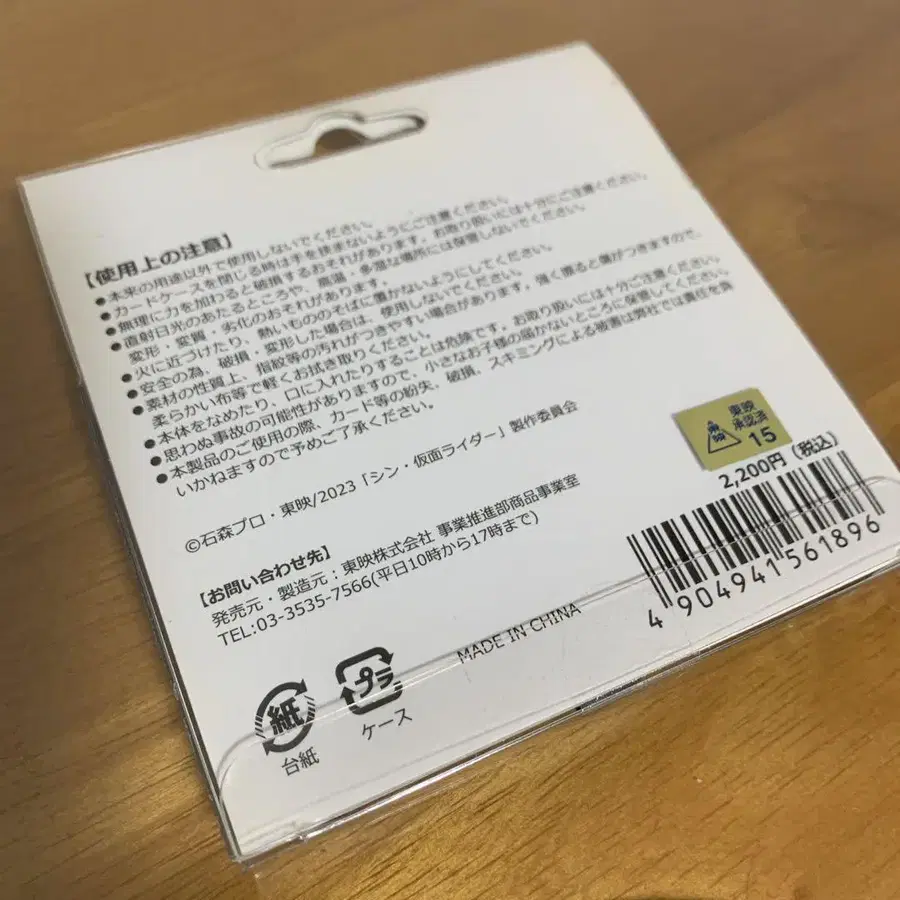 【使用上の注意】
●本来の用途以外で使用しないでください。
●カードケースを閉じる時は手を挟まないようにご注意ください。
●無理に力を加わると破損するおそれがあります。お取り扱いには十分にご注意ください。
●直射日光のあたるところや、高温・多湿な場所には保管しないでください。
変形・変質・劣化のおそれがあります。
●火に近づけたり、熱いもののそばに置かないようにしてください。
●安全の為、破損・変形した場合は、使用しないでください。
●素材の性質上、指紋等の汚れがつきやすい場合があります。強く擦ると傷がつきますので、
柔らかい布等で軽くお拭き取りください。
●本体をなめたり、口に入れたりすることは危険です。お取り扱いには十分ご注意ください。
●思わぬ事故の可能性がありますので、小さなお子様の届かないところに保管してください。
●本製品のご使用の際、カード等の紛失、破損、スキミングによる被害は弊社では責任を負
いかねますので予めご了承ください。
©石森プロ・東映/2023「シン・仮面ライダー」製作委員会
【お問い合わせ先】
発売元・製造元:東映株式会社 事業推進部商品事業室
TEL:03-3535-7566(平日10時から17時まで)
東映
承認済
15
2,200円(税込)
4904941561896
MADE IN CHINA
紙
台紙
プラ
ケース